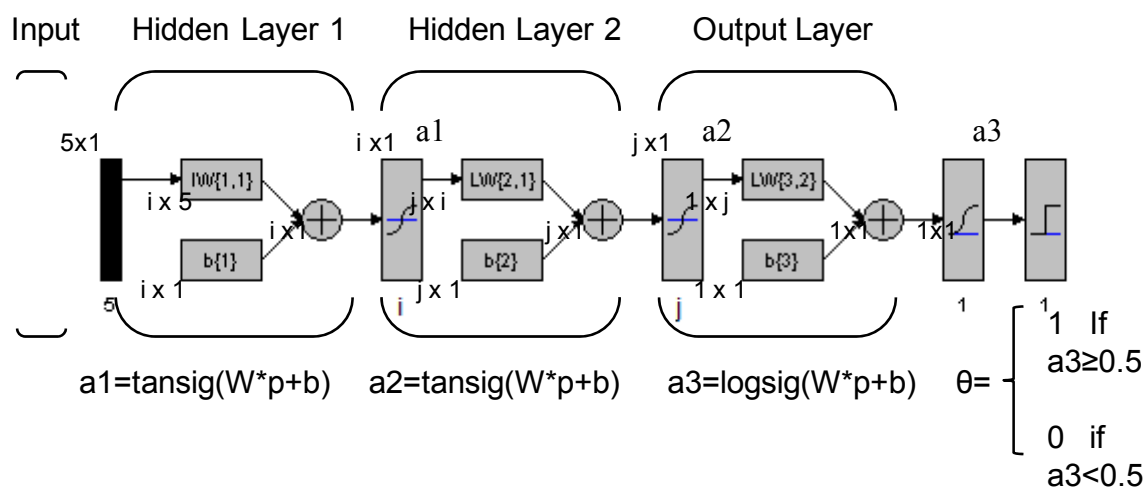 Input Hidden Layer 1 Hidden Layer 2 Output Layer
5x1 i x1 a1 j x1 a2 a3
IW{1,1} LW{2,1} LW{3,2}
i x 5 j x i 1 x j
i x1 j x1 1x1 1x1
b{1} b{2} b{3}
i x 1 j x 1 1 x 1
5 i j 1 1
a1=tansig(W*p+b) a2=tansig(W*p+b) a3=logsig(W*p+b) θ=
1 If
a3≥0.5
0 if
a3<0.5